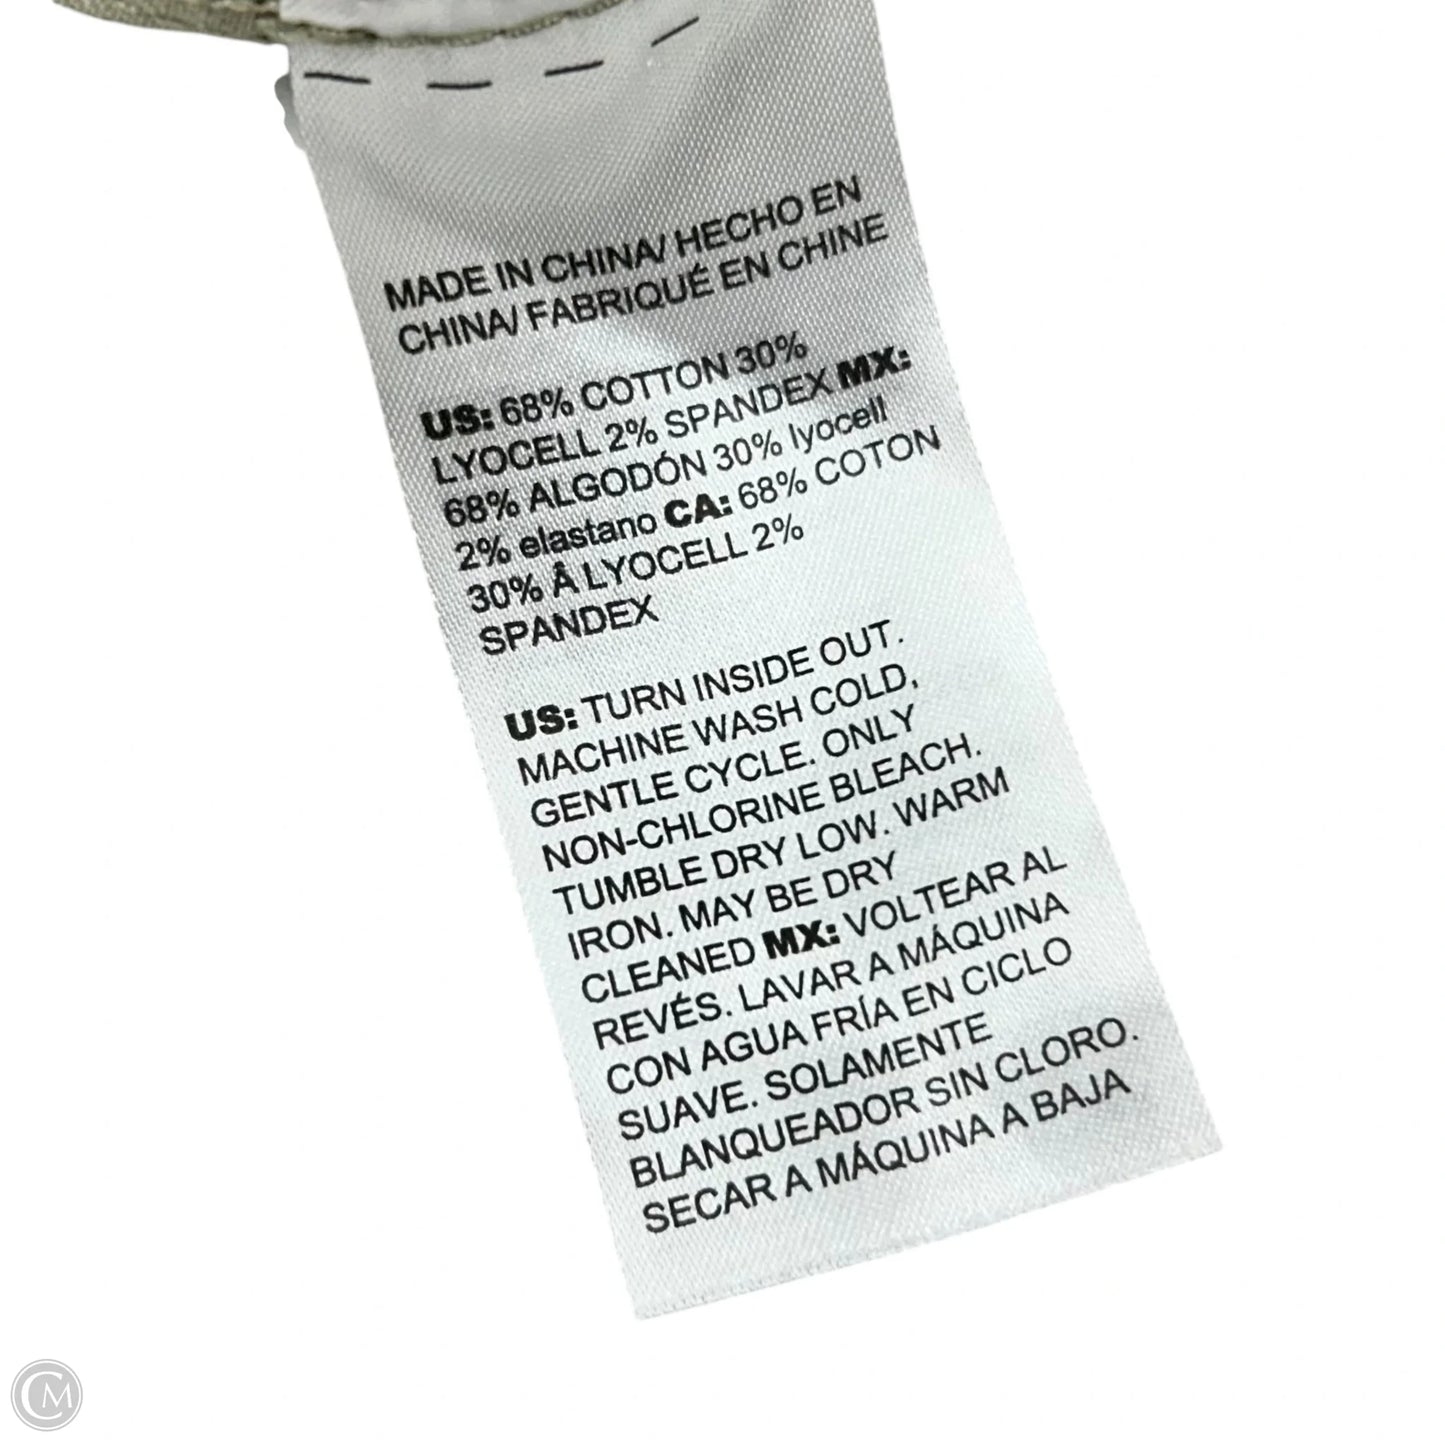 MADE IN CHINA/ HECHO EN
CHINA/ FABRIQUÉ EN CHINE
US: 68% COTTON 30%
LYOCELL 2% SPANDEX MX:
68% ALGODÓN 30% lyocell
2% elastano CA: 68% COTON
30% Â LYOCELL 2%
SPANDEX
US: TURN INSIDE OUT.
MACHINE WASH COLD,
GENTLE CYCLE. ONLY
NON-CHLORINE BLEACH.
TUMBLE DRY LOW. WARM
IRON. MAY BE DRY
CLEANED MX: VOLTEAR AL
REVÉS. LAVAR A MÁQUINA
CON AGUA FRÍA EN CICLO
SUAVE. SOLAMENTE
BLANQUEADOR SIN CLORO.
SECAR A MÁQUINA A BAJA
CM